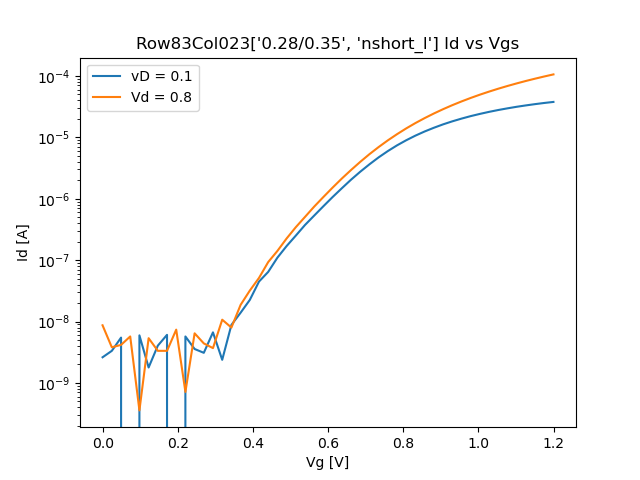 Row83Col023['0.28/0.35', 'nshort_l'] Id vs Vgs
vD = 0.1
Vd = 0.8
Id [A]
10⁻⁴
10⁻⁵
10⁻⁶
10⁻⁷
10⁻⁸
10⁻⁹
0.0 0.2 0.4 0.6 0.8 1.0 1.2
Vg [V]